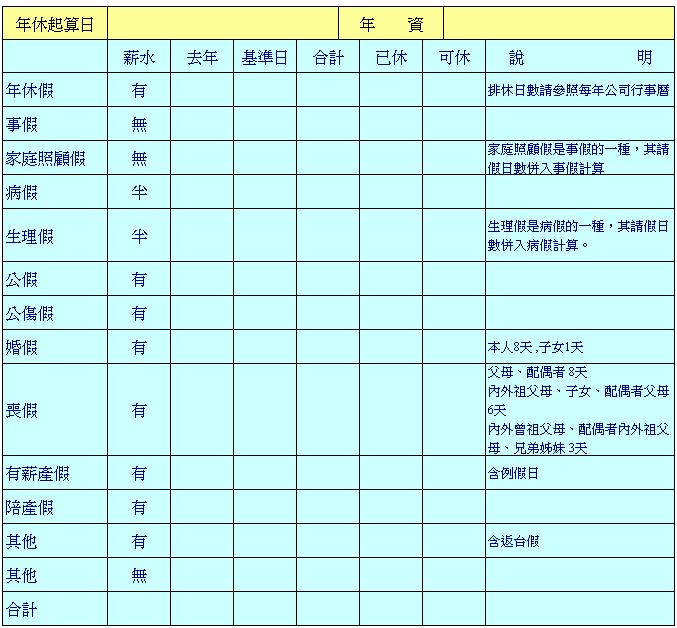 年休起算日 年 資
薪水 去年 基準日 合計 已休 可休 說 明
年休假 有 排休日數請參照每年公司行事曆
事假 無
家庭照顧假 無 家庭照顧假是事假的一種，其請
假日數併入事假計算
病假 半
生理假 半 生理假是病假的一種，其請假日
數併入病假計算。
公假 有
公傷假 有
婚假 有 本人8天,子女1天
喪假 有 父母、配偶者 8天
內外祖父母、子女、配偶者父母
6天
內外曾祖父母、配偶者內外祖父
母、兄弟姊妹 3天
有薪產假 有 含例假日
陪產假 有
其他 有 含返台假
其他 無
合計